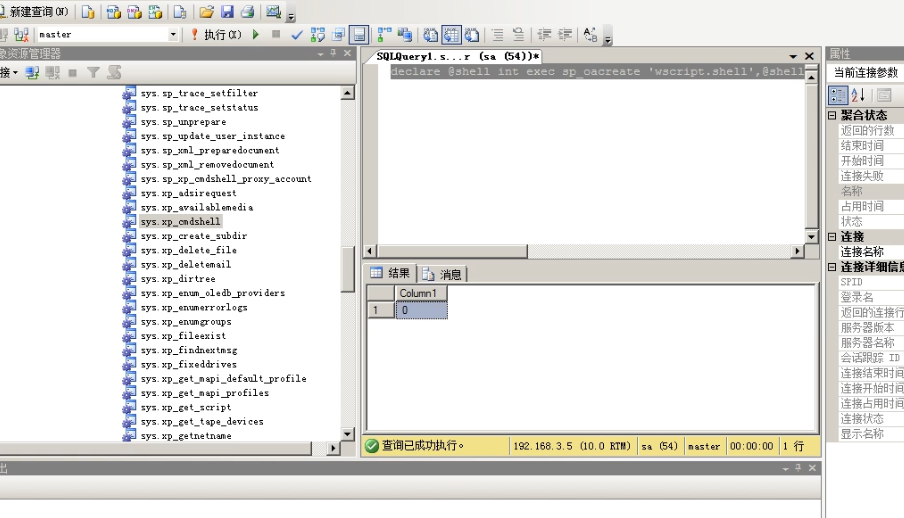 新建查询(N)
master
执行(X)
象资源管理器
接
sys.sp_trace_setfilter
sys.sp_trace_setstatus
sys.sp_unprepare
sys.sp_update_user_instance
sys.sp_xml_preparedocument
sys.sp_xml_removedocument
sys.sp_xp_cmdshell_proxy_account
sys.xp_adsirequest
sys.xp_availablemedia
sys.xp_cmdshell
sys.xp_create_subdir
sys.xp_delete_file
sys.xp_deletemail
sys.xp_dirtree
sys.xp_enum_oledb_providers
sys.xp_enumerrorlogs
sys.xp_enumgroups
sys.xp_fileexist
sys.xp_findnextmsg
sys.xp_fixeddrives
sys.xp_get_mapi_default_profile
sys.xp_get_mapi_profiles
sys.xp_get_script
sys.xp_get_tape_devices
sys.xp_getnetname
SQLQuery1.s...r (sa (54))*
declare @shell int exec sp_oacreate 'wscript.shell',@shell
结果
消息
Column1
1 0
查询已成功执行。
192.168.3.5 (10.0 RTM) sa (54) master 00:00:00 1 行
属性
当前连接参数
聚合状态
返回的行数
结束时间
开始时间
连接失败
名称
占用时间
状态
连接
连接名称
连接详细信息
SPID
登录名
返回的连接行
服务器版本
服务器名称
会话跟踪 ID
连接结束时间
连接开始时间
连接占用时间
连接状态
显示名称
出